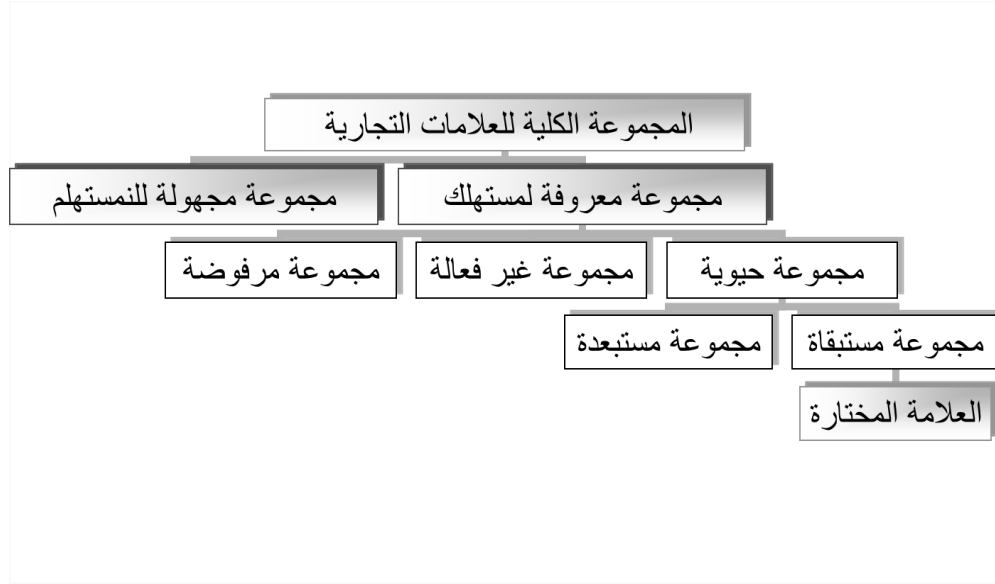 المجموعة الكلية للعلامات التجارية
مجموعة معروفة لمستهلك
مجموعة مجهولة للنمستهلم
مجموعة حيوية
مجموعة غير فعالة
مجموعة مرفوضة
مجموعة مستبقاة
مجموعة مستبعدة
العلامة المختارة